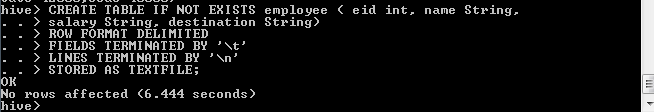 hive> CREATE TABLE IF NOT EXISTS employee ( eid int, name String,
. . > salary String, destination String)
. . > ROW FORMAT DELIMITED
. . > FIELDS TERMINATED BY '\t'
. . > LINES TERMINATED BY '\n'
. . > STORED AS TEXTFILE;
OK
No rows affected (6.444 seconds)
hive>